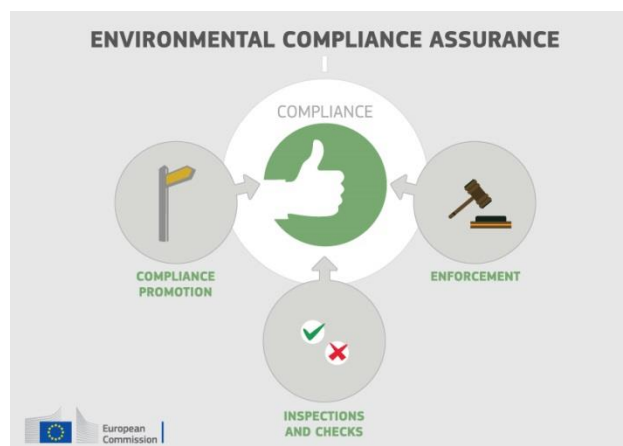 ENVIRONMENTAL COMPLIANCE ASSURANCE
COMPLIANCE
COMPLIANCE
PROMOTION
ENFORCEMENT
INSPECTIONS
AND CHECKS
European
Commission